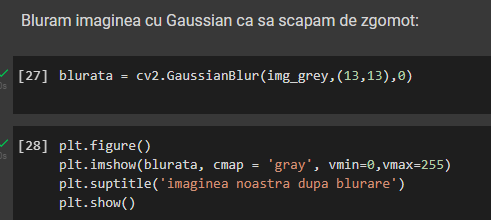 Bluram imaginea cu Gaussian ca sa scapam de zgomot:
[27] blurata = cv2.GaussianBlur(img_grey,(13,13),0)
[28] plt.figure()
plt.imshow(blurata, cmap = 'gray', vmin=0,vmax=255)
plt.suptitle('imaginea noastra dupa blurare')
plt.show()